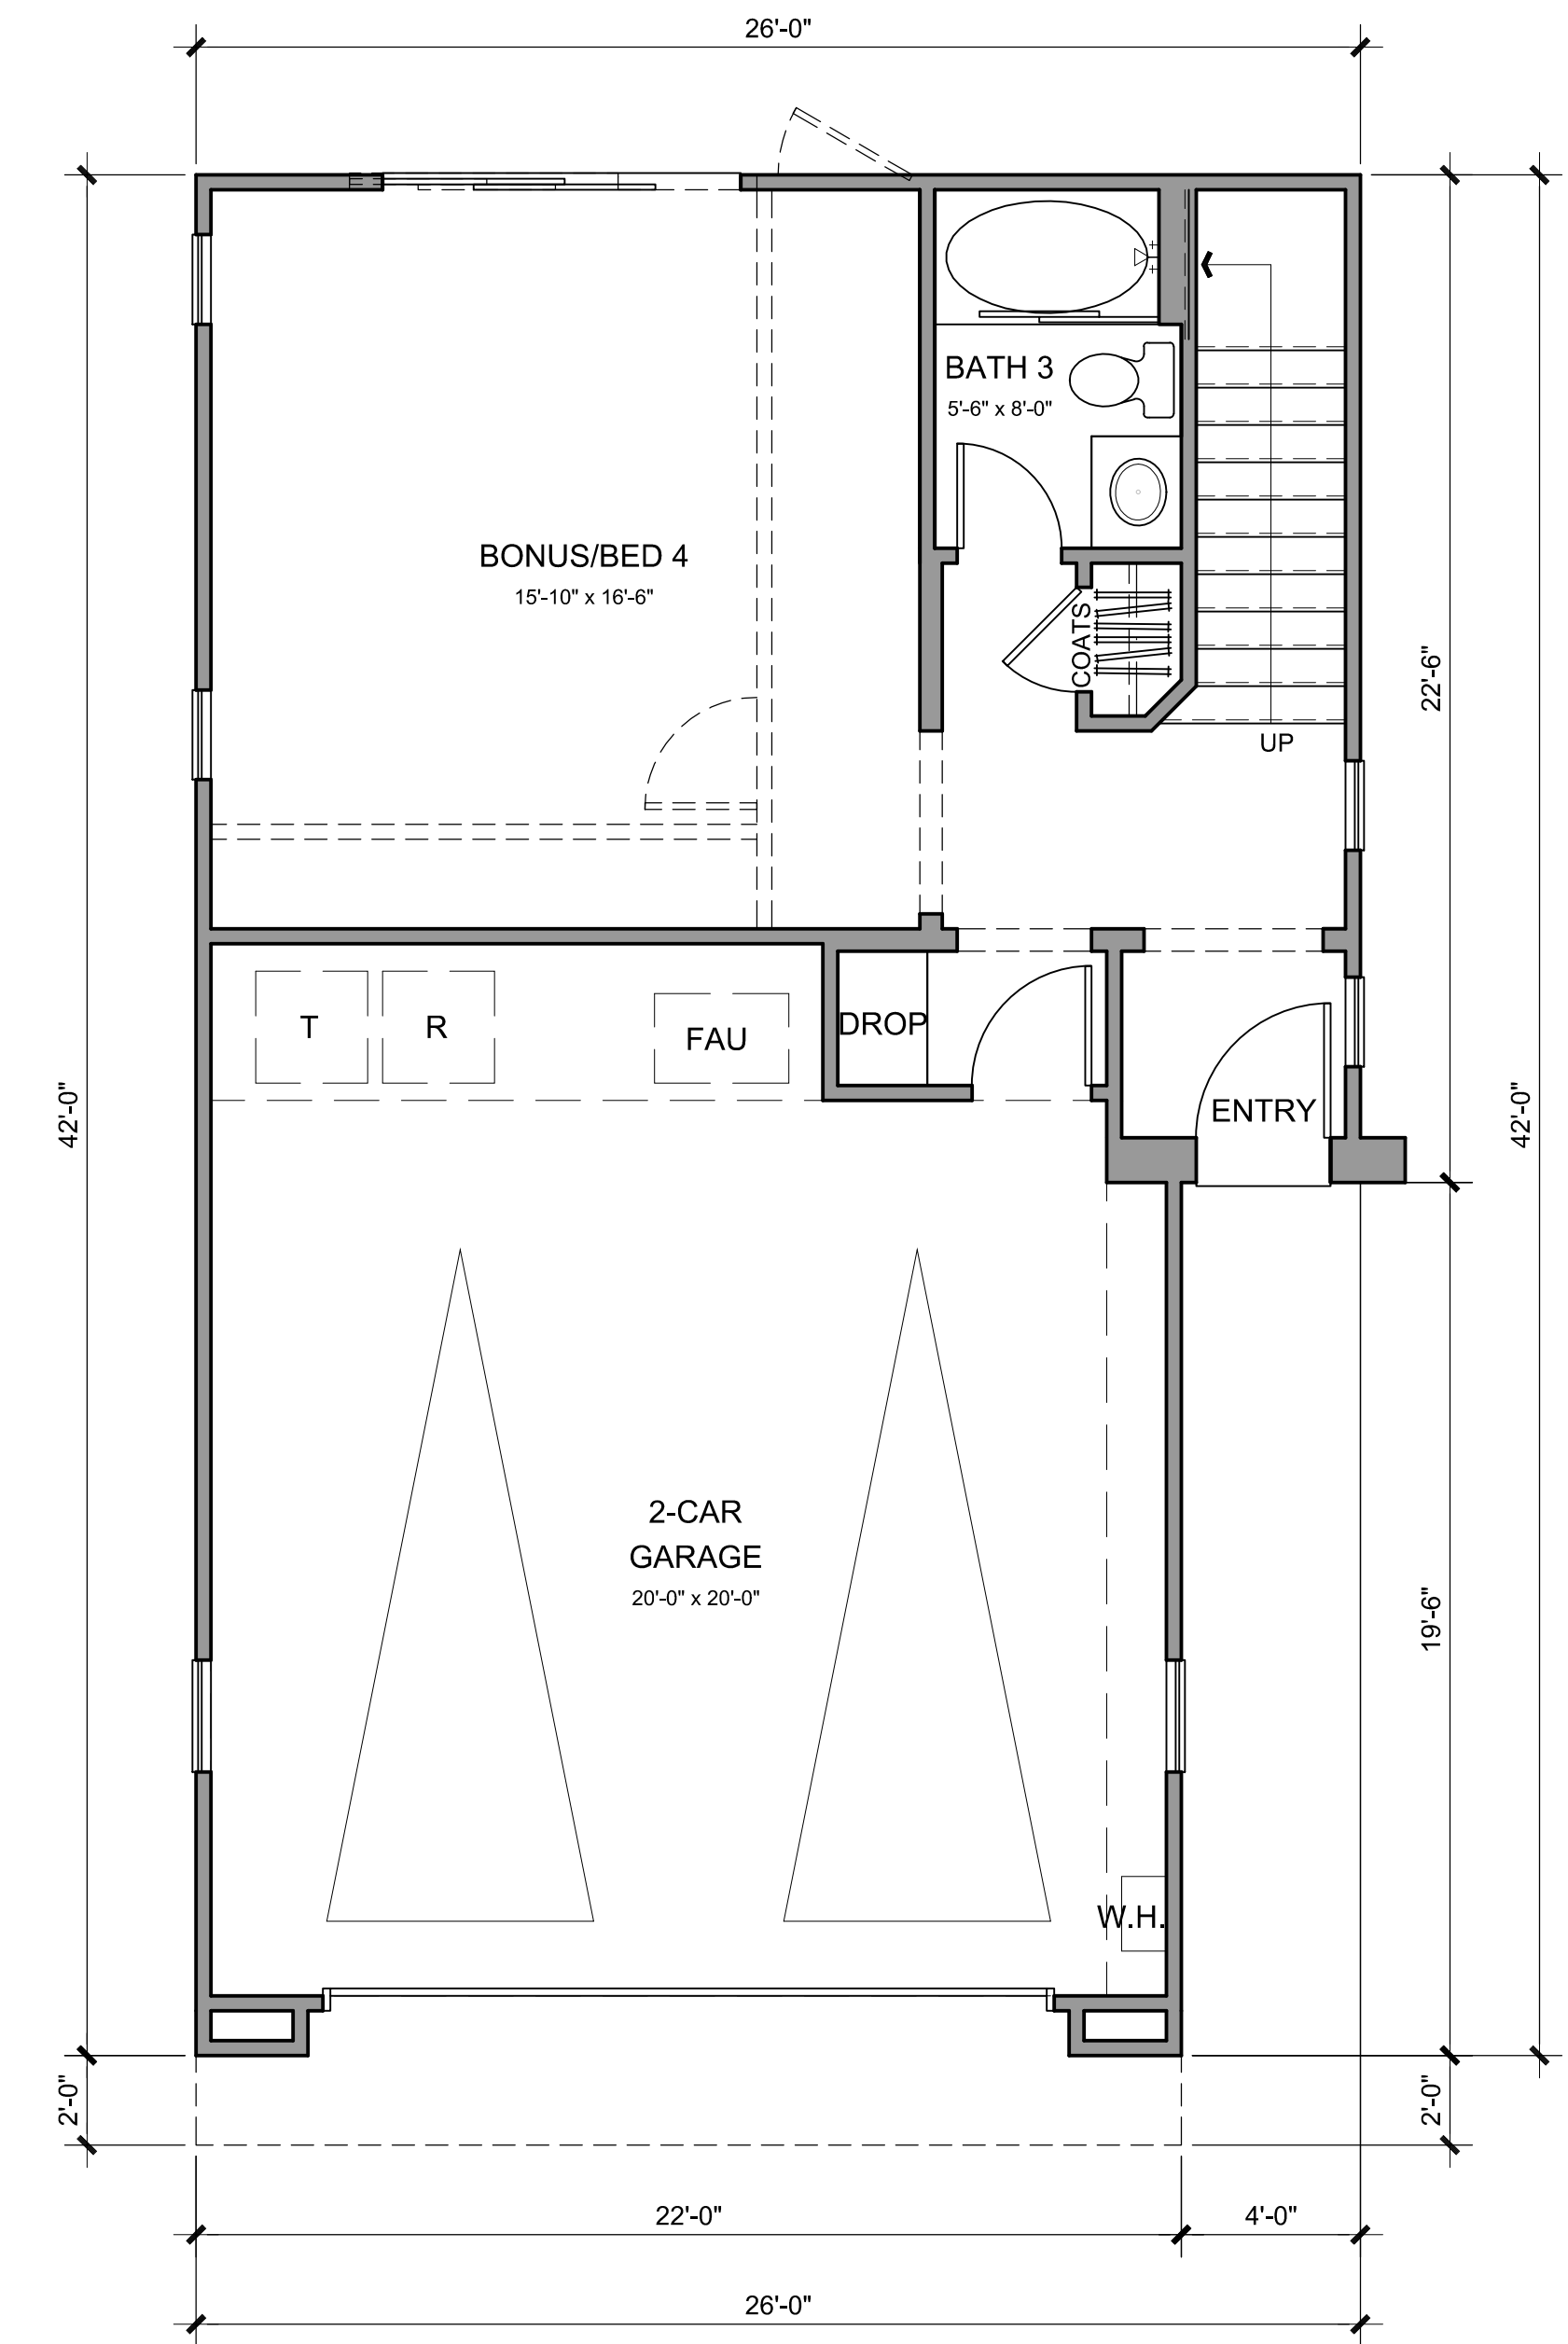 26'-0"
BATH 3
5'-6" x 8'-0"
BONUS/BED 4
15'-10" x 16'-6"
COATS
22'-6"
UP
T
R
FAU
DROP
ENTRY
42'-0"
42'-0"
2-CAR
GARAGE
20'-0" x 20'-0"
19'-6"
W.H.
2'-0"
2'-0"
22'-0"
4'-0"
26'-0"